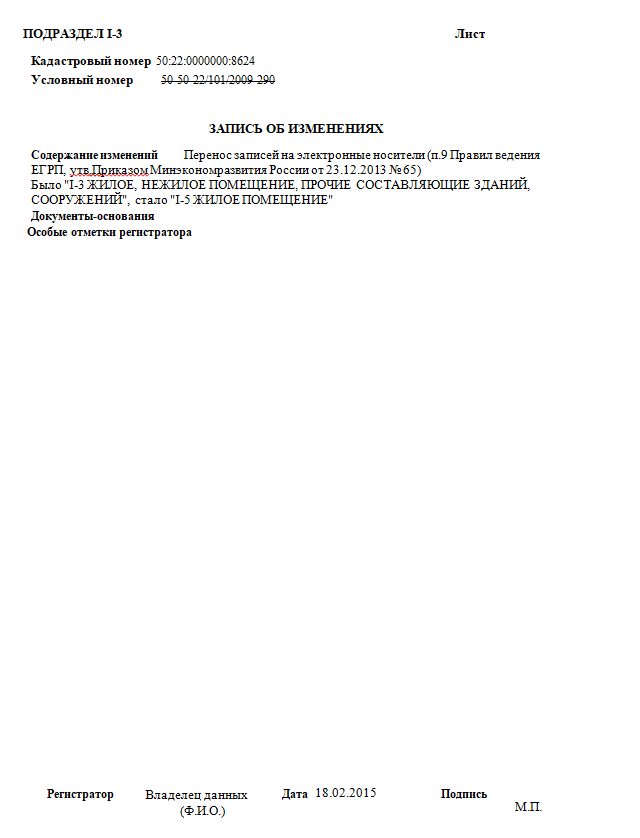 ПОДРАЗДЕЛ I-3 Лист
Кадастровый номер 50:22:0000000:8624
Условный номер 50-50-22/101/2009-290
ЗАПИСЬ ОБ ИЗМЕНЕНИЯХ
Содержание изменений Перенос записей на электронные носители (п.9 Правил ведения
ЕГРП, утв.Приказом Минэкономразвития России от 23.12.2013 №65)
Было "I-3 ЖИЛОЕ, НЕЖИЛОЕ ПОМЕЩЕНИЕ, ПРОЧИЕ СОСТАВЛЯЮЩИЕ ЗДАНИЙ,
СООРУЖЕНИЙ", стало "I-5 ЖИЛОЕ ПОМЕЩЕНИЕ"
Документы-основания
Особые отметки регистратора
Регистратор Владелец данных Дата 18.02.2015 Подпись
(Ф.И.О.) М.П.